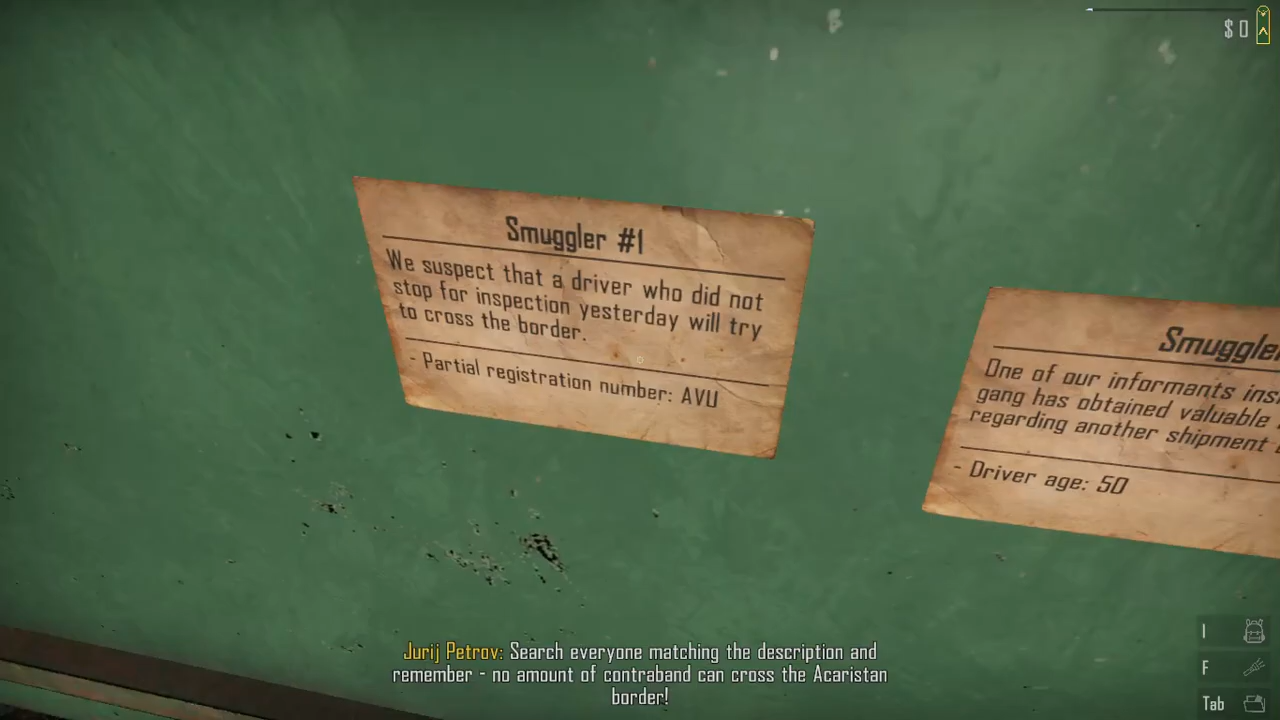 $ 0
Smuggler #1
We suspect that a driver who did not
stop for inspection yesterday will try
to cross the border.
- Partial registration number: AVU
One of our informants
gang has obtained valuable
regarding another shipment
- Driver age: 50
Jurij Petrov: Search everyone matching the description and
remember - no amount of contraband can cross the Acaristan
border!
I
F
Tab